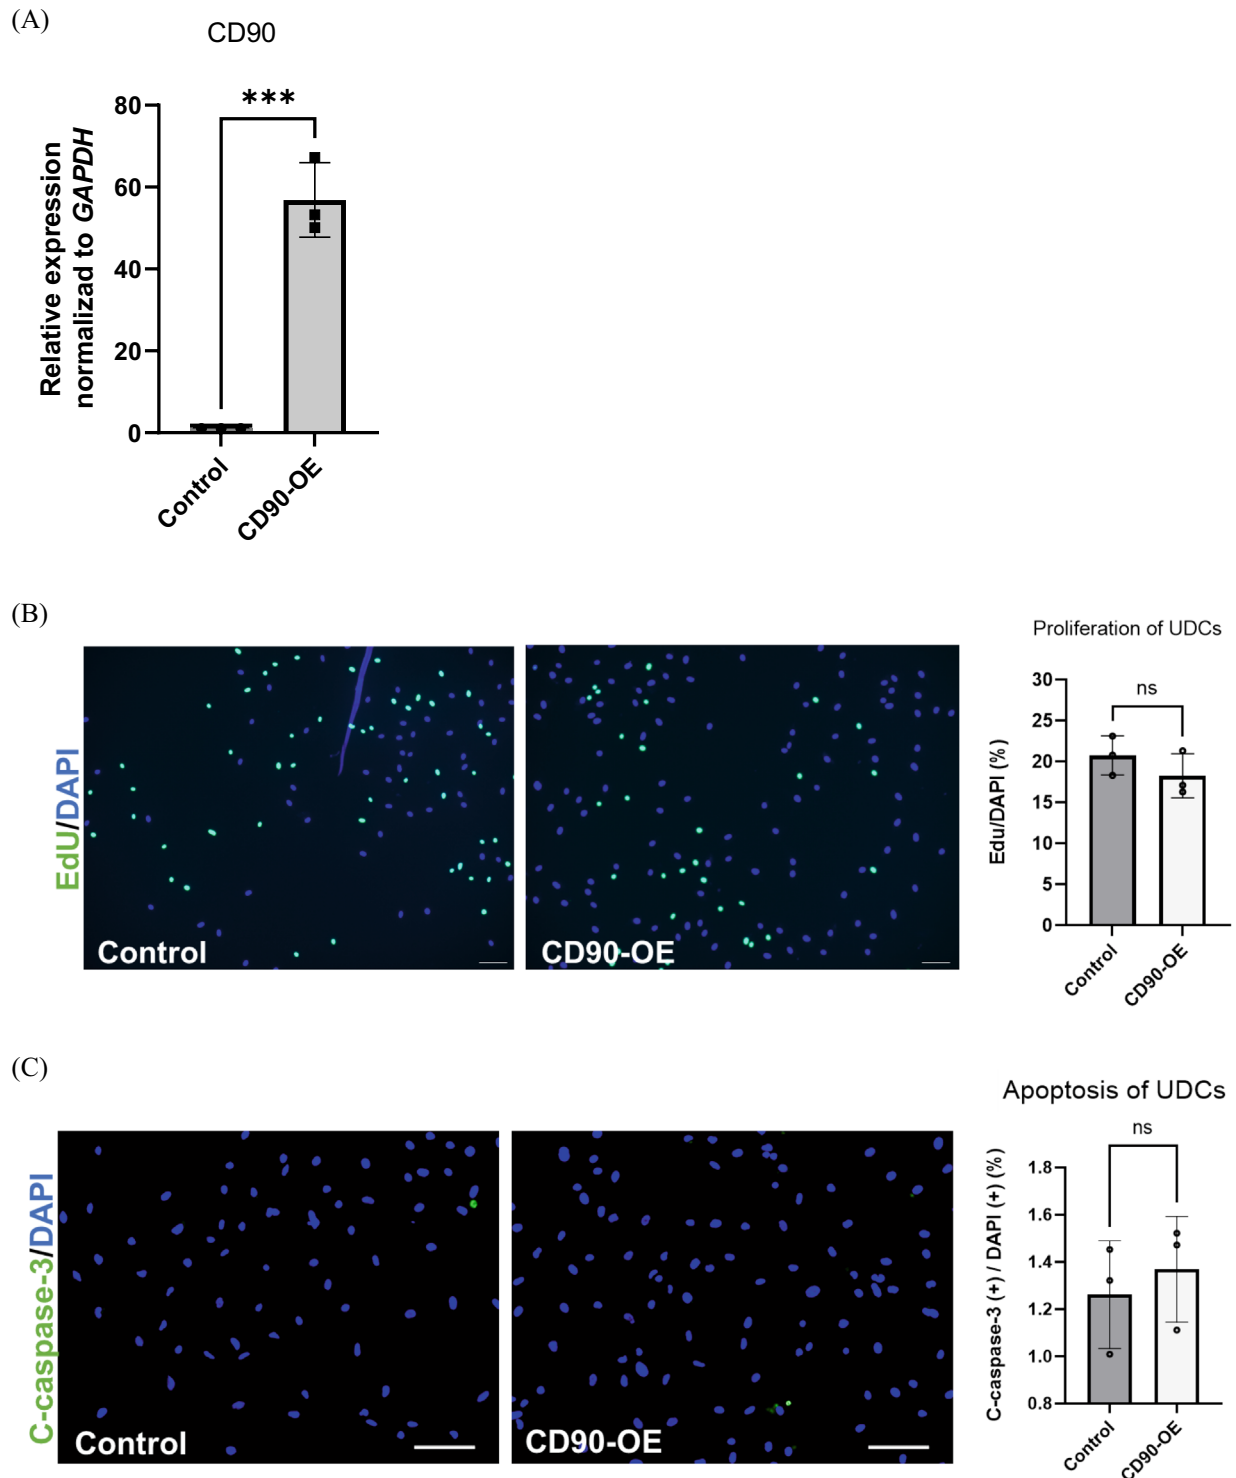 (A)
CD90
***
Relative expression
normalizad to GAPDH
80
60
40
20
0
Control
CD90-OE
(B)
EdU/DAPI
Control
CD90-OE
Proliferation of UDCs
ns
Edu/DAPI (%)
30
25
20
15
10
5
0
Control
CD90-OE
(C)
C-caspase-3/DAPI
Control
CD90-OE
Apoptosis of UDCs
ns
C-caspase-3 (+) / DAPI (+) (%)
1.8
1.6
1.4
1.2
1.0
0.8
Control
CD90-OE